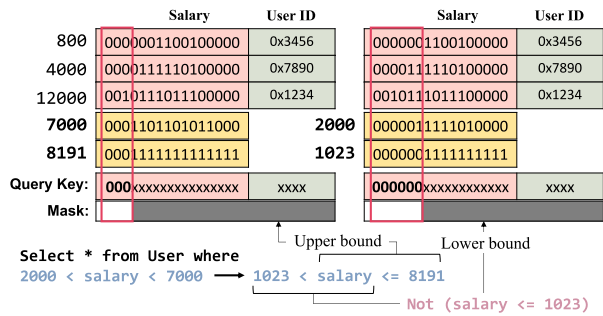 Salary User ID
800 0000001100100000 0x3456
4000 0000111110100000 0x7890
12000 0010111011100000 0x1234
7000 0001101101011000
8191 0001111111111111
Query Key: 000xxxxxxxxxxxxx xxxx
Mask:
Salary User ID
0000001100100000 0x3456
0000111110100000 0x7890
0010111011100000 0x1234
2000 0000011111010000
1023 0000001111111111
000000xxxxxxxxxx xxxx
Upper bound
Lower bound
Select * from User where
2000 < salary < 7000
1023 < salary <= 8191
Not (salary <= 1023)